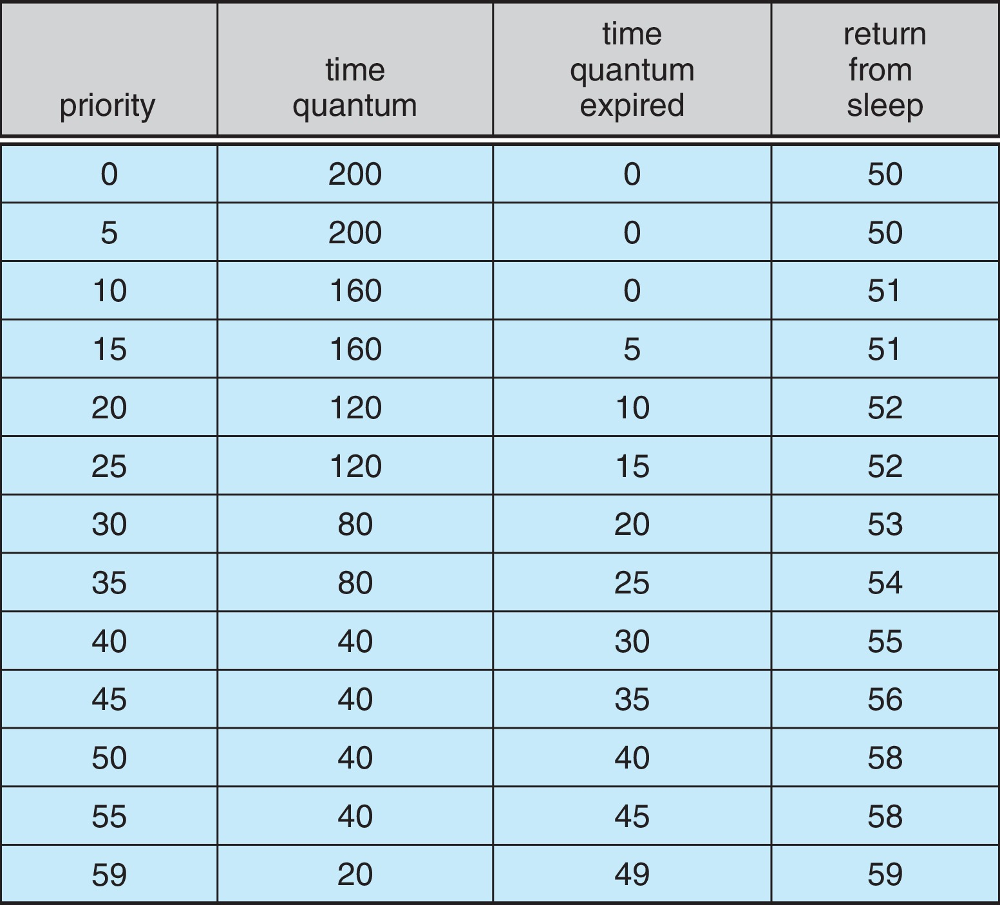 priority time quantum time quantum expired return from sleep
0 200 0 50
5 200 0 50
10 160 0 51
15 160 5 51
20 120 10 52
25 120 15 52
30 80 20 53
35 80 25 54
40 40 30 55
45 40 35 56
50 40 40 58
55 40 45 58
59 20 49 59